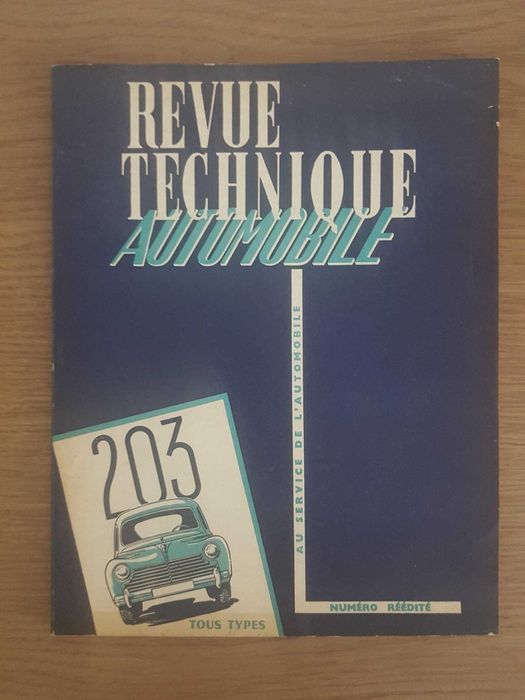 REVUE
TECHNIQUE
AUTOMOBILE
AU SERVICE DE L'AUTOMOBILE
203
TOUS TYPES
NUMÉRO RÉÉDITÉ